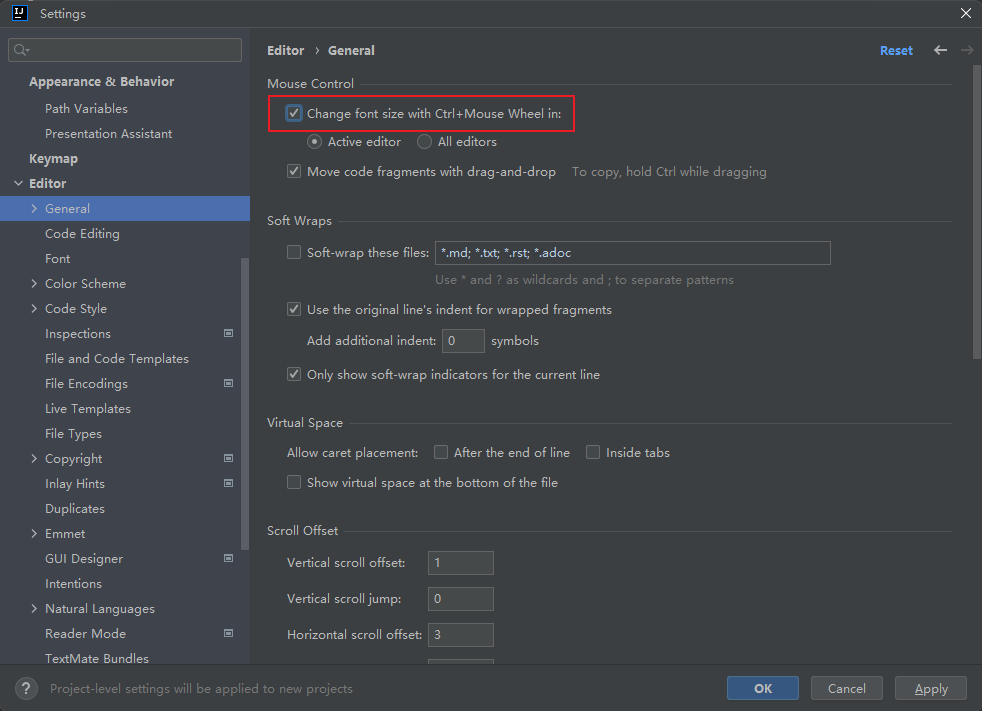 IJ Settings
Appearance & Behavior
Path Variables
Presentation Assistant
Keymap
Editor
General
Code Editing
Font
Color Scheme
Code Style
Inspections
File and Code Templates
File Encodings
Live Templates
File Types
Copyright
Inlay Hints
Duplicates
Emmet
GUI Designer
Intentions
Natural Languages
Reader Mode
TextMate Bundles
Editor › General
Reset
Mouse Control
Change font size with Ctrl+Mouse Wheel in:
Active editor All editors
Move code fragments with drag-and-drop To copy, hold Ctrl while dragging
Soft Wraps
Soft-wrap these files: *.md; *.txt; *.rst; *.adoc
Use * and ? as wildcards and ; to separate patterns
Use the original line's indent for wrapped fragments
Add additional indent: 0 symbols
Only show soft-wrap indicators for the current line
Virtual Space
Allow caret placement: After the end of line Inside tabs
Show virtual space at the bottom of the file
Scroll Offset
Vertical scroll offset: 1
Vertical scroll jump: 0
Horizontal scroll offset: 3
? Project-level settings will be applied to new projects
OK Cancel Apply